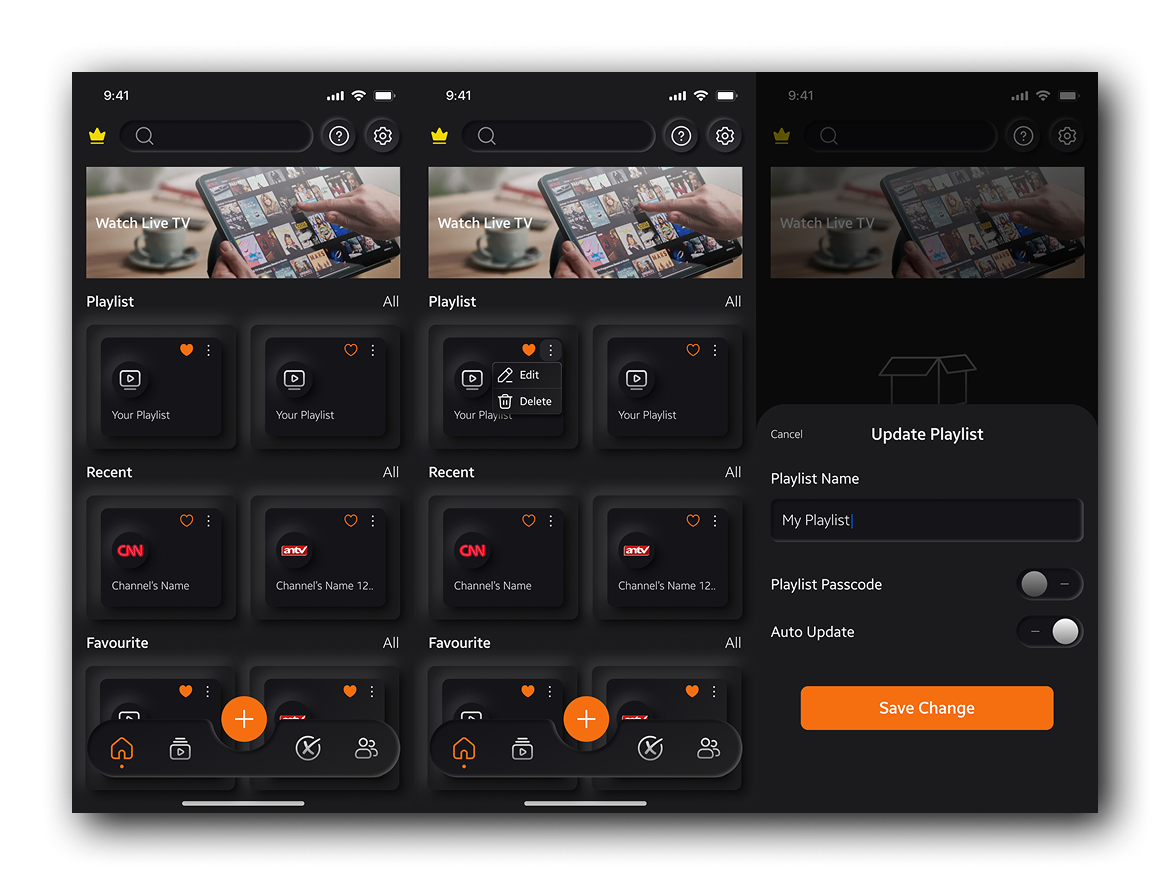 9:41
Watch Live TV
Playlist All
Your Playlist Your Playlist
Recent All
CNN antv
Channel's Name Channel's Name 12..
Favourite All
9:41
Watch Live TV
Playlist All
Edit
Delete
Your Playlist Your Playlist
Recent All
CNN antv
Channel's Name Channel's Name 12..
Favourite All
9:41
Watch Live TV
Cancel Update Playlist
Playlist Name
My Playlist
Playlist Passcode
Auto Update
Save Change